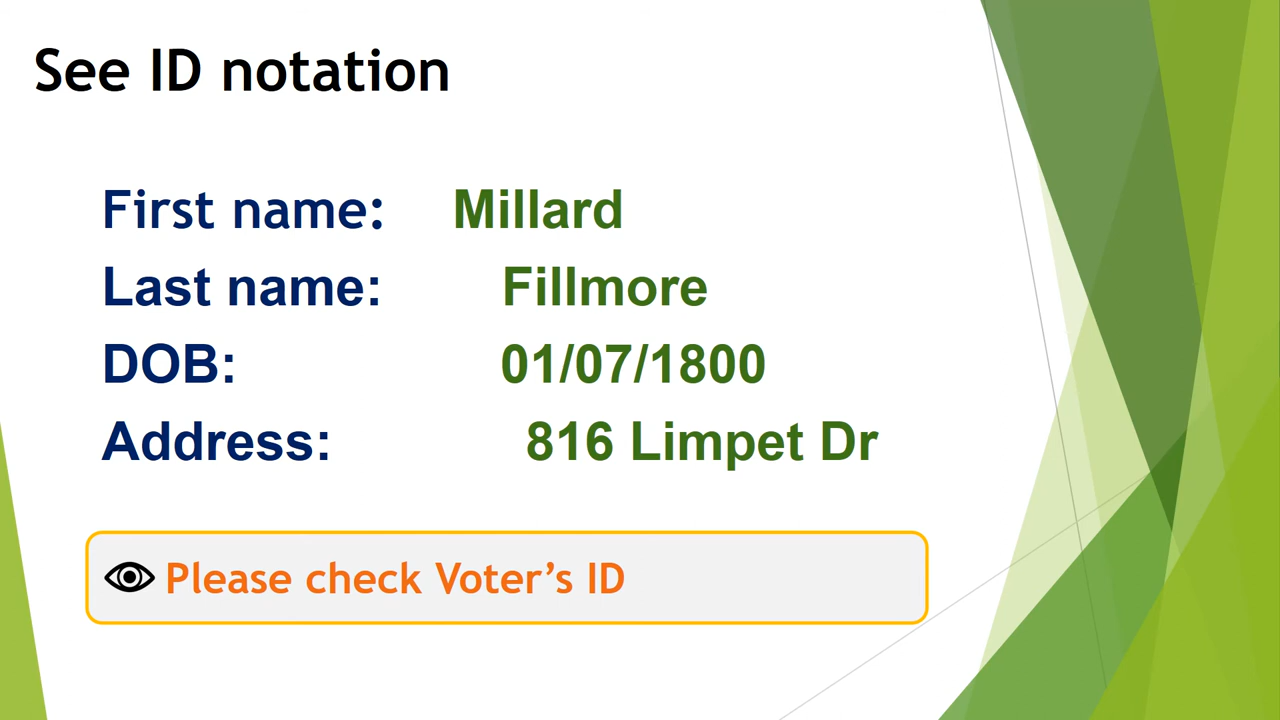 See ID notation
First name: Millard
Last name: Fillmore
DOB: 01/07/1800
Address: 816 Limpet Dr
Please check Voter’s ID